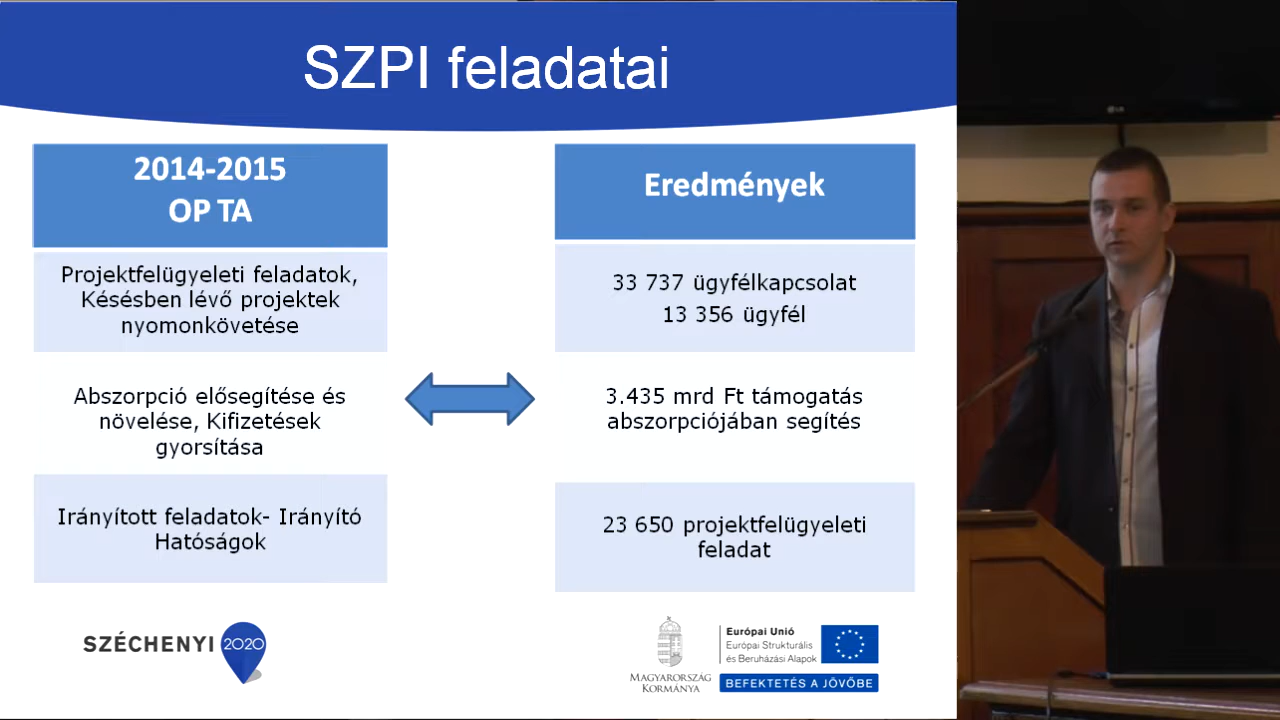 SZPI feladatai
2014-2015
OP TA
Projektfelügyeleti feladatok,
Késésben lévő projektek
nyomonkövetése
Abszorpció elősegítése és
növelése, Kifizetések
gyorsítása
Irányított feladatok- Irányító
Hatóságok
Eredmények
33 737 ügyfélkapcsolat
13 356 ügyfél
3.435 mrd Ft támogatás
abszorpciójában segítés
23 650 projektfelügyeleti
feladat
SZÉCHENYI 2020
MAGYARORSZÁG
KORMÁNYA
Európai Unió
Európai Strukturális
és Beruházási Alapok
BEFEKTETÉS A JÖVŐBE
LG